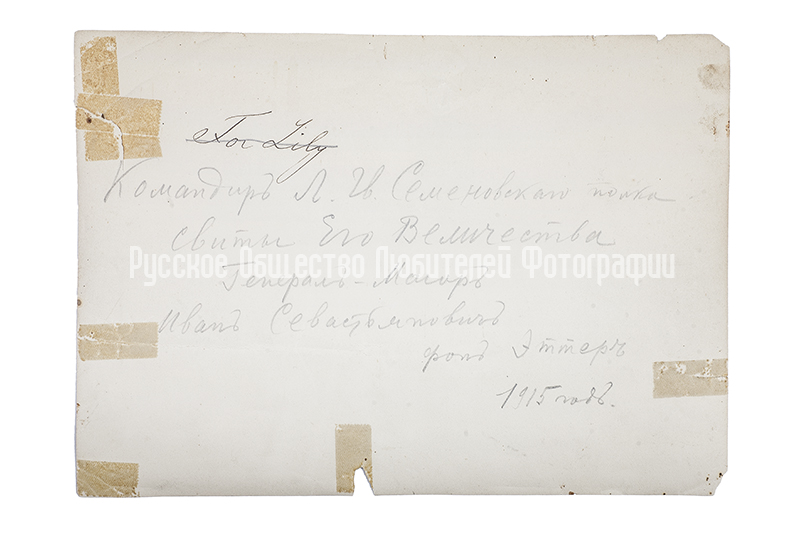 For Lily
Командиръ Л. Гв. Семеновскаго полка
Свиты Его Величества
Русское Общество Любителей Фотографии
Генералъ-Маіоръ
Иванъ Севастьяновичъ
фонъ Эттеръ
1915 годъ.